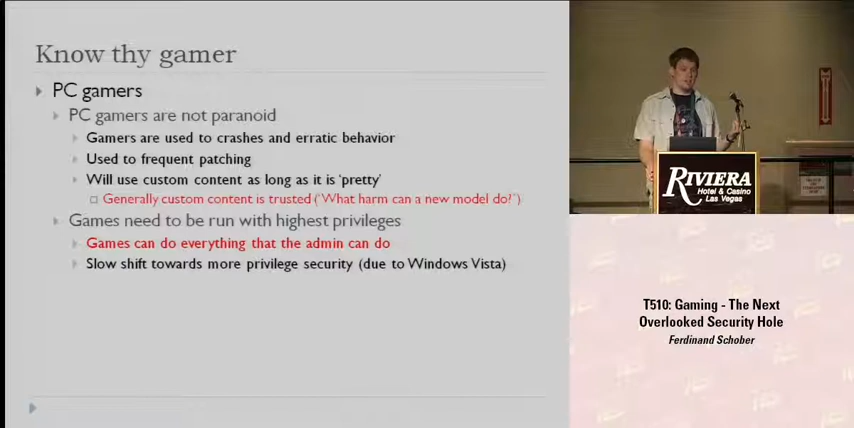 Know thy gamer
PC gamers
PC gamers are not paranoid
Gamers are used to crashes and erratic behavior
Used to frequent patching
Will use custom content as long as it is 'pretty'
Generally custom content is trusted ('What harm can a new model do?')
Games need to be run with highest privileges
Games can do everything that the admin can do
Slow shift towards more privilege security (due to Windows Vista)
RIVIERA
Hotel & Casino
Las Vegas
T510: Gaming - The Next
Overlooked Security Hole
Ferdinand Schober